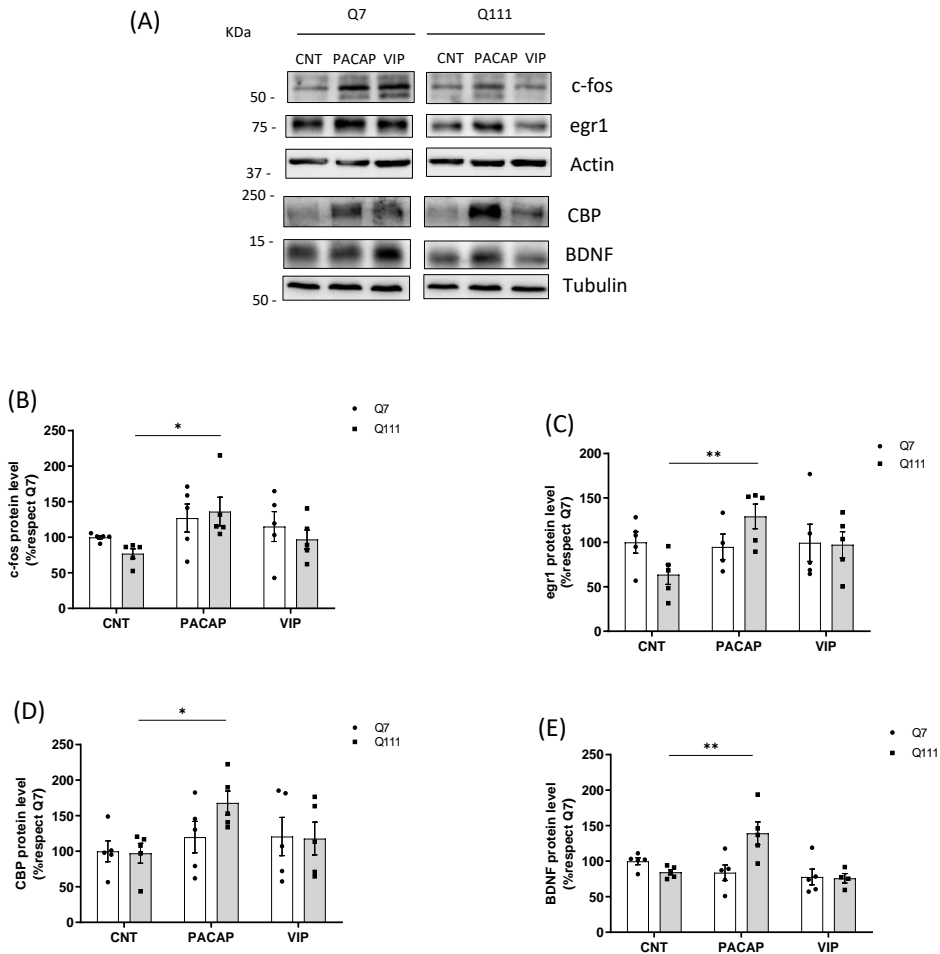 (A)
Q7 Q111
KDa
CNT PACAP VIP CNT PACAP VIP
50 - c-fos
75 - egr1
37 - Actin
250 - CBP
15 - BDNF
50 - Tubulin
(B)
Q7
Q111
*
c-fos protein level
(%respect Q7)
250
200
150
100
50
0
CNT PACAP VIP
(C)
Q7
Q111
**
egr1 protein level
(%respect Q7)
200
150
100
50
0
CNT PACAP VIP
(D)
Q7
Q111
*
CBP protein level
(%respect Q7)
250
200
150
100
50
0
CNT PACAP VIP
(E)
Q7
Q111
**
BDNF protein level
(%respect Q7)
250
200
150
100
50
0
CNT PACAP VIP